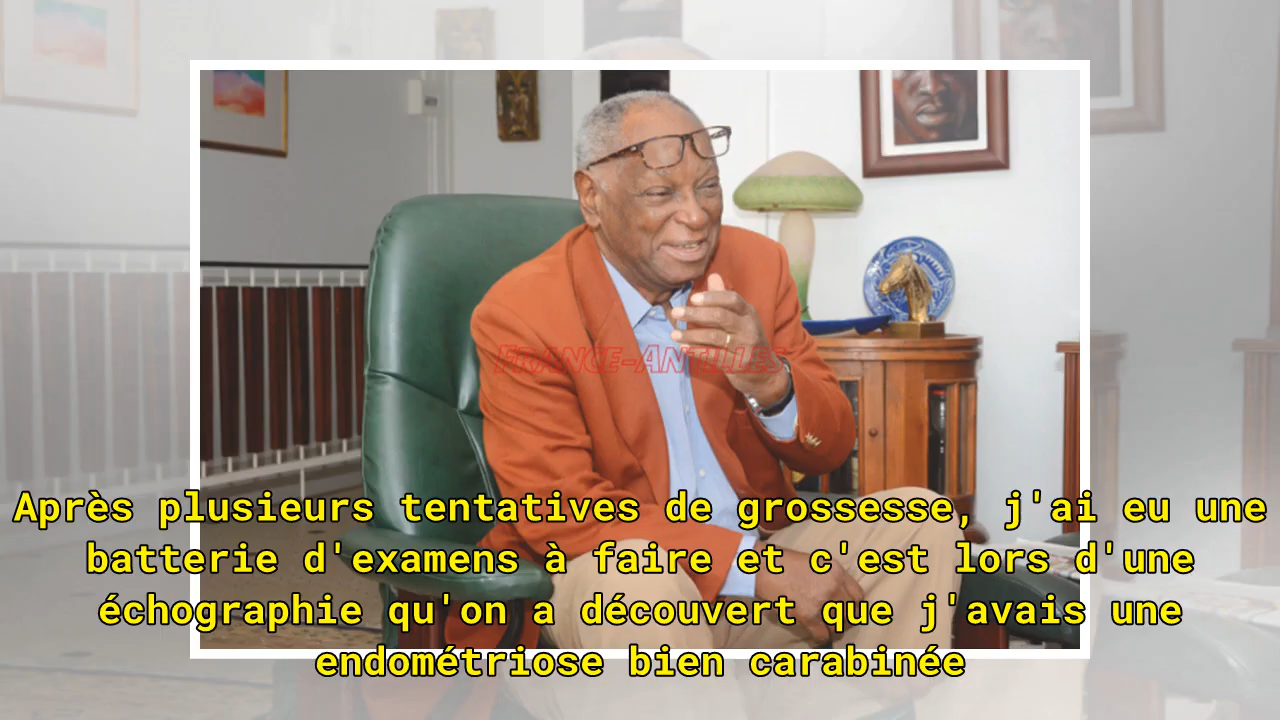 FRANCE-ANTILLES
Après plusieurs tentatives de grossesse, j'ai eu une
batterie d'examens à faire et c'est lors d'une
échographie qu'on a découvert que j'avais une
endométriose bien carabinée